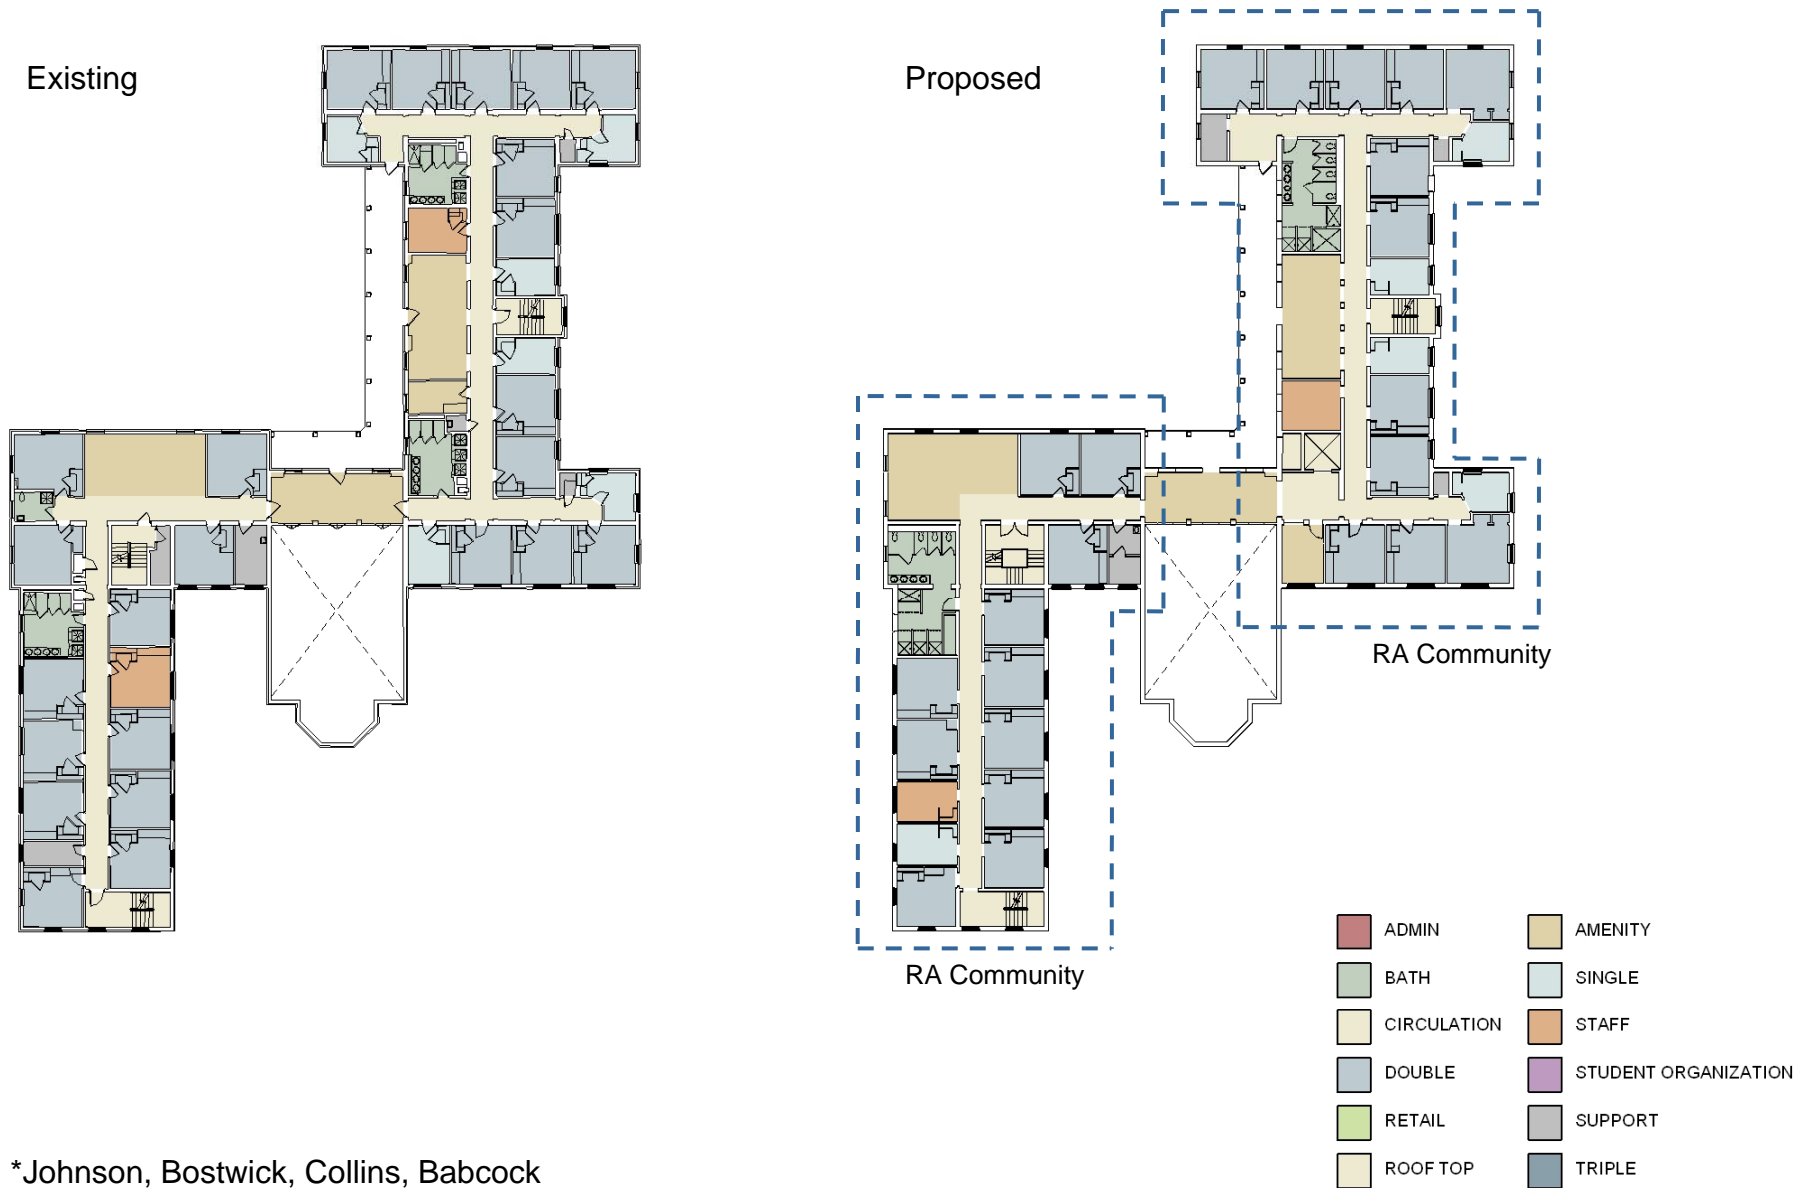 Existing
Proposed
RA Community
RA Community
ADMIN
BATH
CIRCULATION
DOUBLE
RETAIL
ROOF TOP
AMENITY
SINGLE
STAFF
STUDENT ORGANIZATION
SUPPORT
TRIPLE
*Johnson, Bostwick, Collins, Babcock